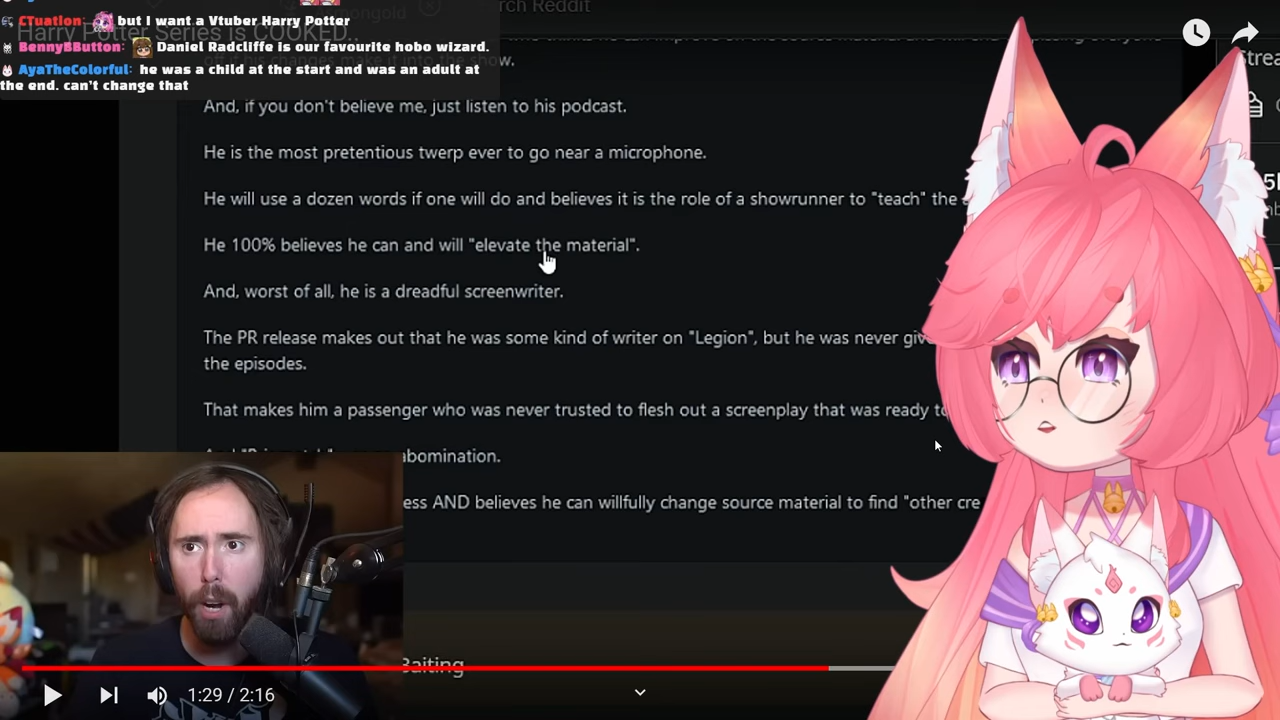 CTuation: but I want a Vtuber Harry Potter
Harry Potter Series is COOKED..
BennyBButton: Daniel Radcliffe is our favourite hobo wizard.
AyaTheColorful: he was a child at the start and was an adult at
the end. can't change that
And, if you don't believe me, just listen to his podcast.
He is the most pretentious twerp ever to go near a microphone.
He will use a dozen words if one will do and believes it is the role of a showrunner to "teach" the
He 100% believes he can and will "elevate the material".
And, worst of all, he is a dreadful screenwriter.
The PR release makes out that he was some kind of writer on "Legion", but he was never
the episodes.
That makes him a passenger who was never trusted to flesh out a screenplay that was ready
abomination.
AND believes he can willfully change source material to find "other
Baiting
1:29 / 2:16